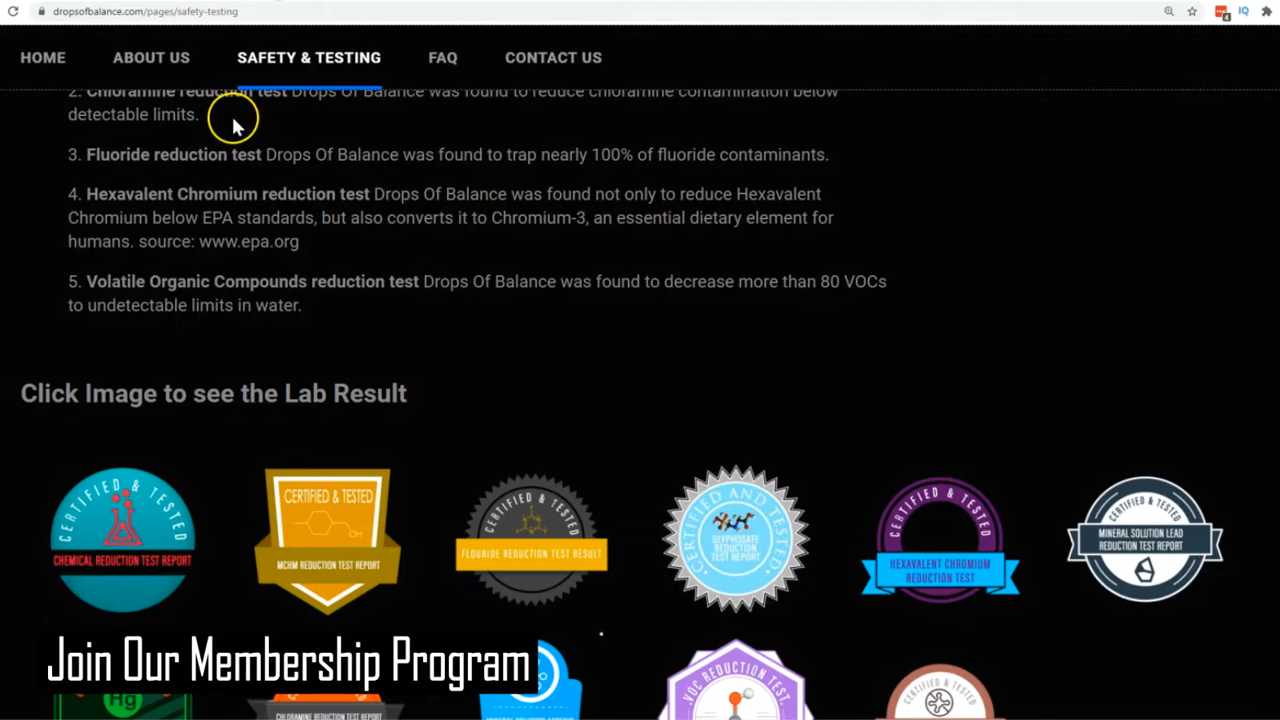 dropsofbalance.com/pages/safety-testing
IQ
HOME
ABOUT US
SAFETY & TESTING
FAQ
CONTACT US
2. Chloramine reduction test Drops Of Balance was found to reduce chloramine contamination below
detectable limits.
3. Fluoride reduction test Drops Of Balance was found to trap nearly 100% of fluoride contaminants.
4. Hexavalent Chromium reduction test Drops Of Balance was found not only to reduce Hexavalent
Chromium below EPA standards, but also converts it to Chromium-3, an essential dietary element for
humans. source: www.epa.org
5. Volatile Organic Compounds reduction test Drops Of Balance was found to decrease more than 80 VOCs
to undetectable limits in water.
Click Image to see the Lab Result
CERTIFIED & TESTED
CHEMICAL REDUCTION TEST REPORT
CERTIFIED & TESTED
OH
MCHM REDUCTION TEST REPORT
CERTIFIED & TESTED
FLOURIDE REDUCTION TEST RESULT
CERTIFIED AND TESTED
GLYPHOSATE
REDUCTION
TEST REPORT
CERTIFIED & TESTED
HEXAVALENT CHROMIUM
REDUCTION TEST
CERTIFIED & TESTED
MINERAL SOLUTION LEAD
REDUCTION TEST REPORT
Join Our Membership Program
Hg
CHLORAMINE REDUCTION TEST REPORT
VOC REDUCTION TEST
CERTIFIED & TESTED